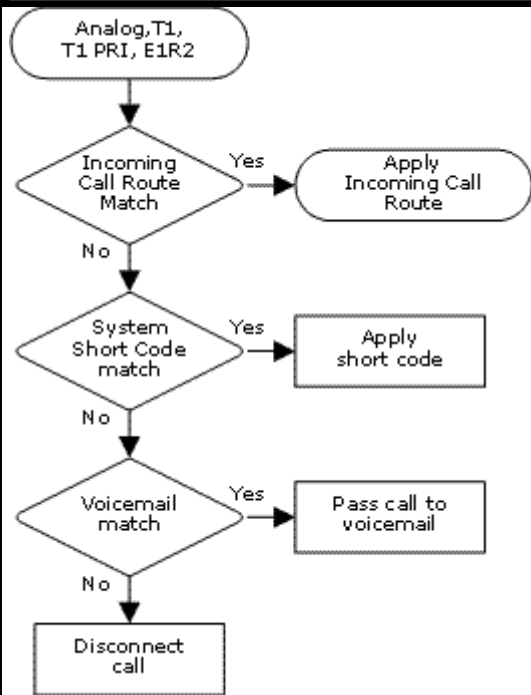 Analog,T1,
T1 PRI, E1R2
Incoming
Call Route
Match
Yes
Apply
Incoming Call
Route
No
System
Short Code
match
Yes
Apply
short code
No
Voicemail
match
Yes
Pass call to
voicemail
No
Disconnect
call